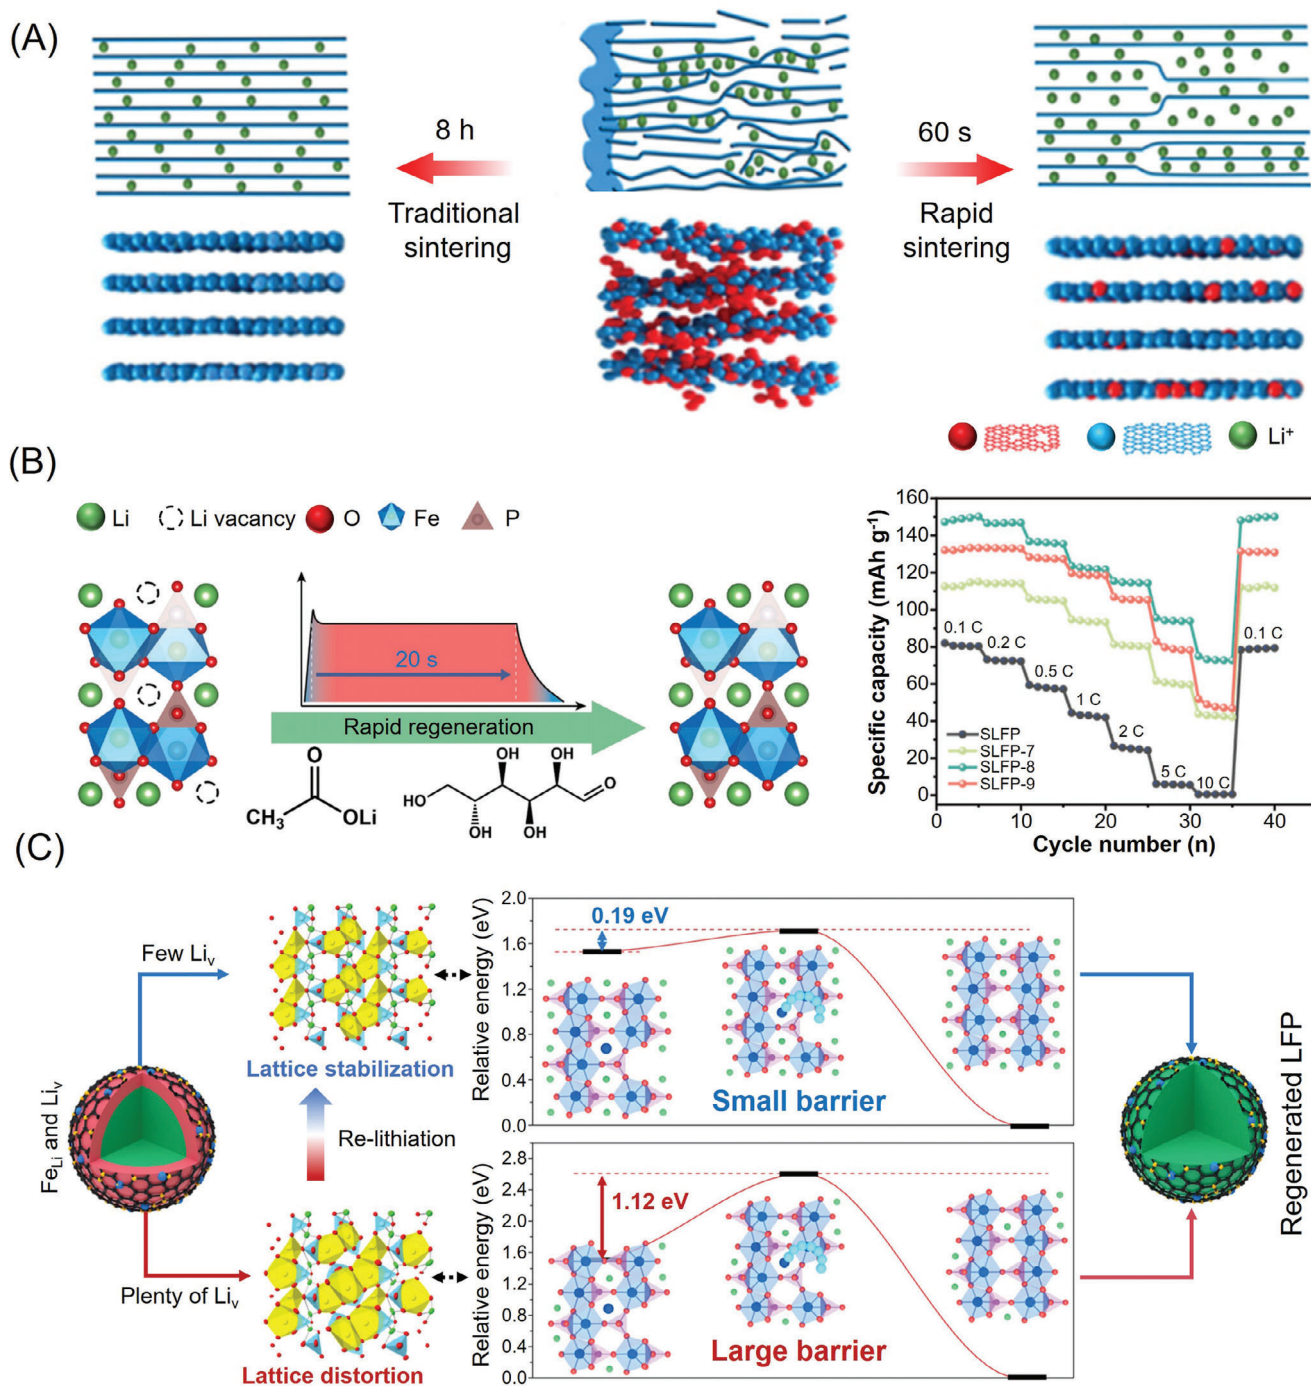 (A)
8 h
Traditional
sintering
60 s
Rapid
sintering
Li⁺
(B)
Li
Li vacancy
O
Fe
P
20 s
Rapid regeneration
O
CH₃
OLi
HO
OH
OH
OH
OH
O
Specific capacity (mAh g⁻¹)
160
140
120
100
80
60
40
20
0
0.1 C
0.2 C
0.5 C
1 C
2 C
5 C
10 C
0.1 C
SLFP
SLFP-7
SLFP-8
SLFP-9
0
10
20
30
40
Cycle number (n)
(C)
Feₗᵢ and Liᵥ
Few Liᵥ
Lattice stabilization
Re-lithiation
Plenty of Liᵥ
Lattice distortion
Relative energy (eV)
2.0
1.6
1.2
0.8
0.4
0.0
0.19 eV
Small barrier
Relative energy (eV)
2.8
2.4
2.0
1.6
1.2
0.8
0.4
0.0
1.12 eV
Large barrier
Regenerated LFP